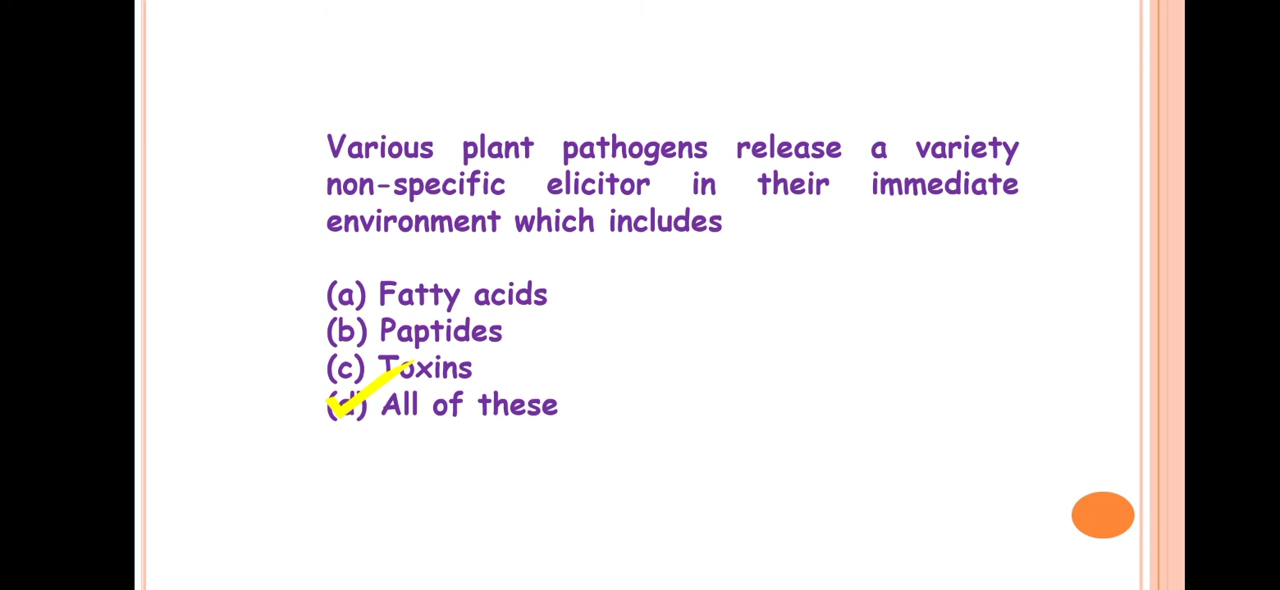 Various plant pathogens release a variety
non-specific elicitor in their immediate
environment which includes
(a) Fatty acids
(b) Paptides
(c) Toxins
(d) All of these